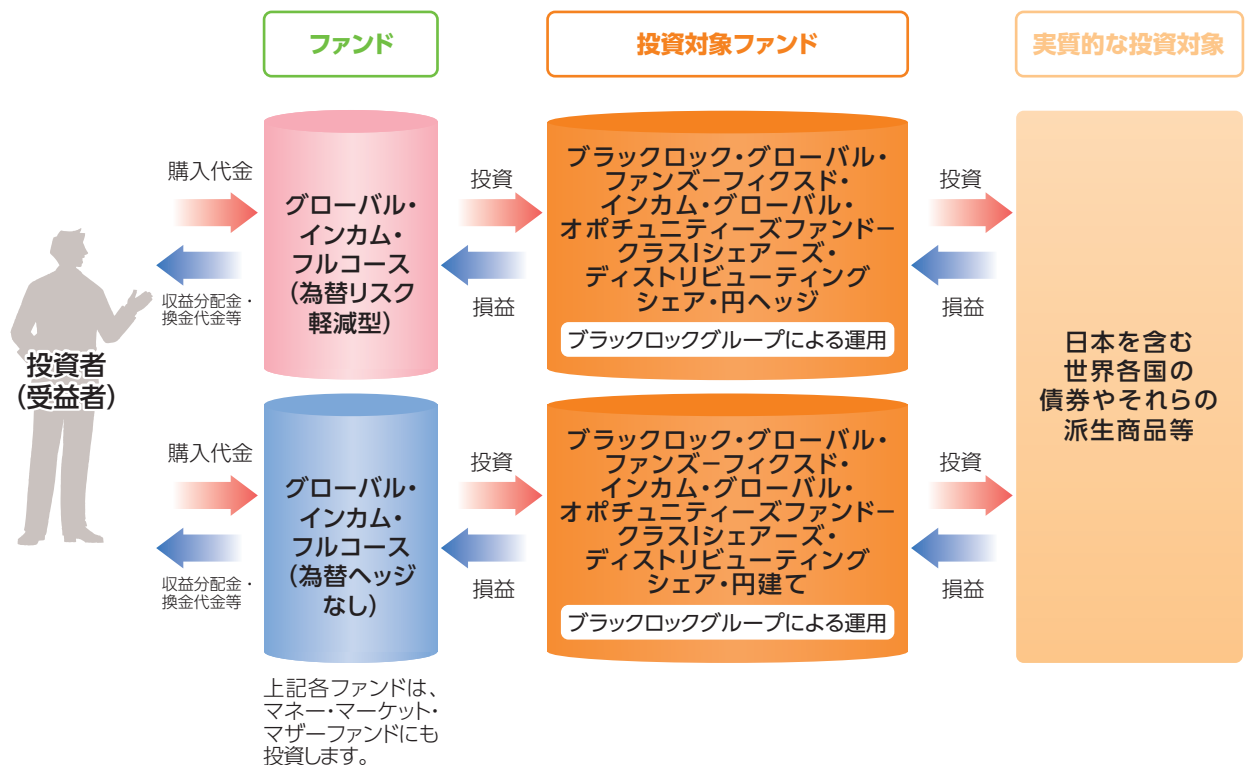 ファンド
投資対象ファンド
実質的な投資対象
投資者
(受益者)
購入代金
収益分配金・
換金代金等
グローバル・
インカム・
フルコース
(為替リスク
軽減型)
投資
損益
ブラックロック・グローバル・
ファンズーフィクスド・
インカム・グローバル・
オポチュニティーズファンドー
クラスIシェアーズ・
ディストリビューティング
シェア・円ヘッジ
ブラックロックグループによる運用
投資
損益
購入代金
収益分配金・
換金代金等
グローバル・
インカム・
フルコース
(為替ヘッジ
なし)
投資
損益
ブラックロック・グローバル・
ファンズーフィクスド・
インカム・グローバル・
オポチュニティーズファンドー
クラスIシェアーズ・
ディストリビューティング
シェア・円建て
ブラックロックグループによる運用
投資
損益
日本を含む
世界各国の
債券やそれらの
派生商品等
上記各ファンドは、
マネー・マーケット・
マザーファンドにも
投資します。